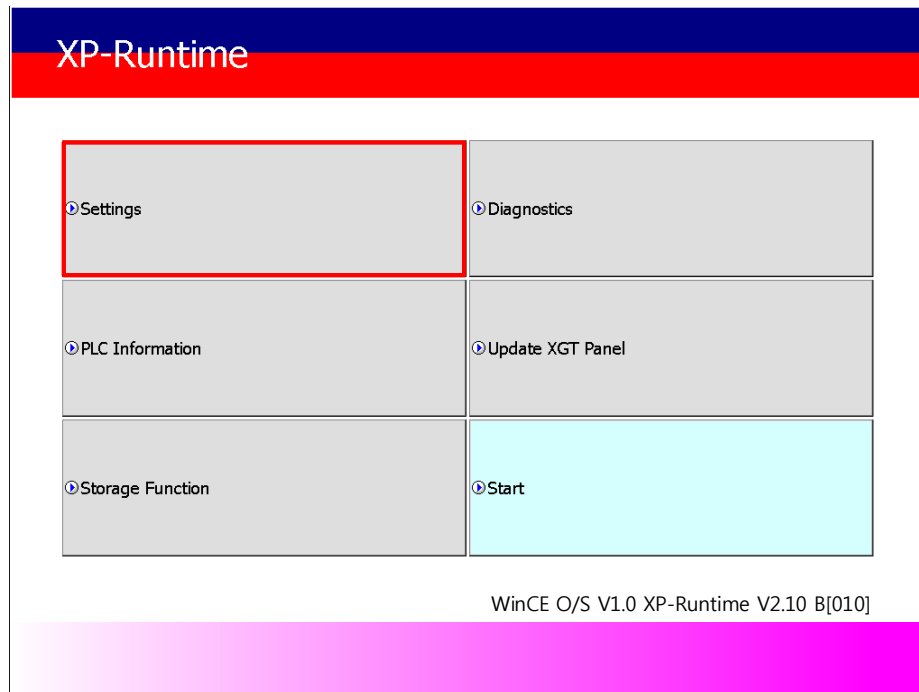 XP-Runtime
Settings
Diagnostics
PLC Information
Update XGT Panel
Storage Function
Start
WinCE O/S V1.0 XP-Runtime V2.10 B[010]